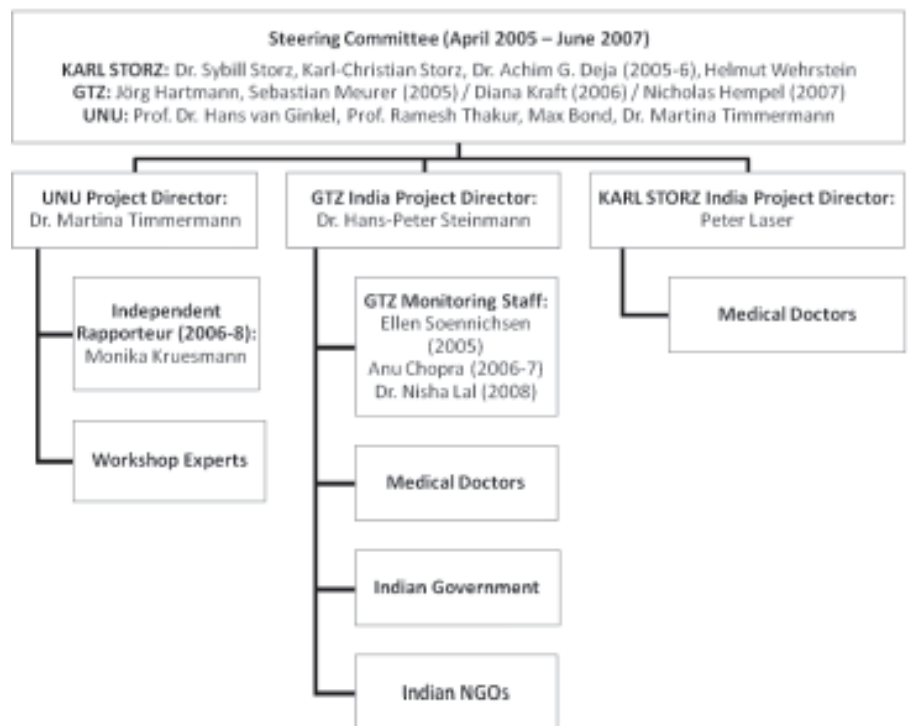 Steering Committee (April 2005 – June 2007)
KARL STORZ: Dr. Sybill Storz, Karl-Christian Storz, Dr. Achim G. Deja (2005-6), Helmut Wehrstein
GTZ: Jörg Hartmann, Sebastian Meurer (2005) / Diana Kraft (2006) / Nicholas Hempel (2007)
UNU: Prof. Dr. Hans van Ginkel, Prof. Ramesh Thakur, Max Bond, Dr. Martina Timmermann
UNU Project Director:
Dr. Martina Timmermann
Independent
Rapporteur (2006-8):
Monika Kruesmann
Workshop Experts
GTZ India Project Director:
Dr. Hans-Peter Steinmann
GTZ Monitoring Staff:
Ellen Soennichsen
(2005)
Anu Chopra (2006-7)
Dr. Nisha Lal (2008)
Medical Doctors
Indian Government
Indian NGOs
KARL STORZ India Project Director:
Peter Laser
Medical Doctors